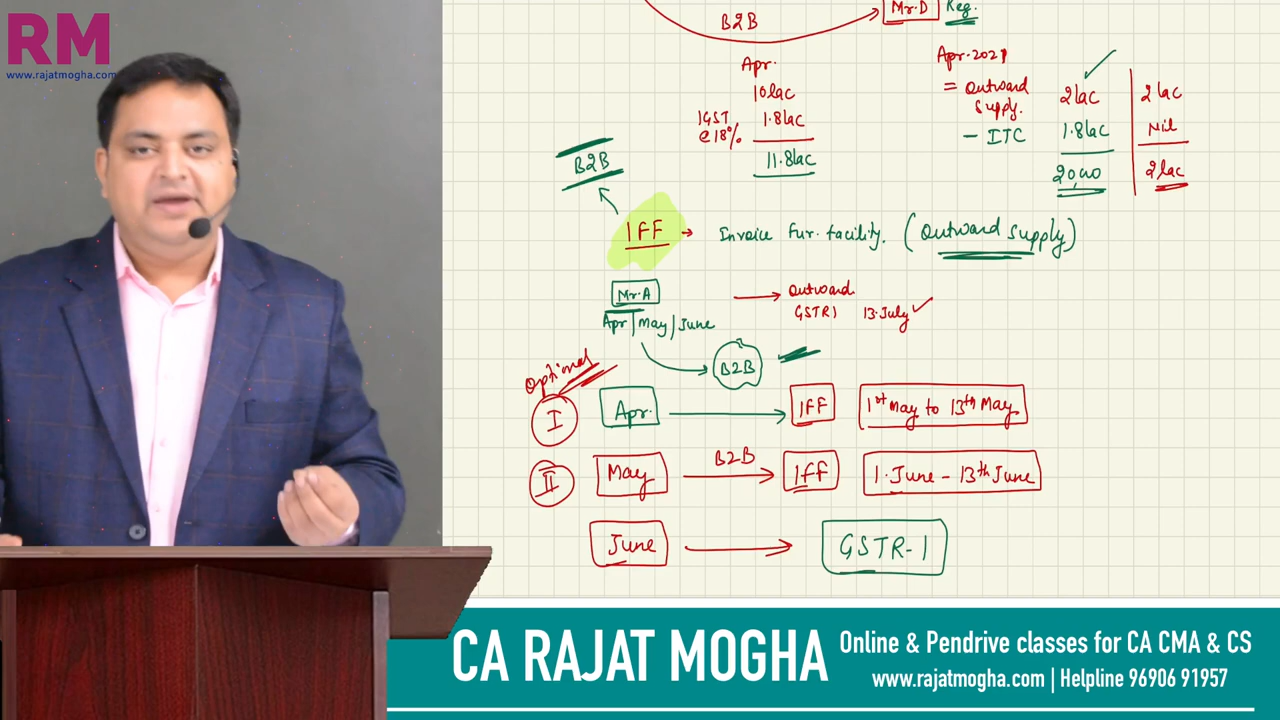 RM
www.rajatmogha.com
B2B
Mr.D Reg.
Apr.
10lac
IGST @18% 1.8lac
11.8lac
Apr.2021
= Outward Supply. 2lac 2lac
- ITC 1.8lac Nil
20,000 2lac
B2B
IFF → Invoice Fur. facility. (Outward Supply)
Mr.A → Outward
GSTR1 13.July ✓
Apr|May|June
B2B
Optional
I Apr. → IFF 1st May to 13th May
II May B2B → IFF 1.June - 13th June
June → GSTR-1
CA RAJAT MOGHA
Online & Pendrive classes for CA CMA & CS
www.rajatmogha.com | Helpline 96906 91957